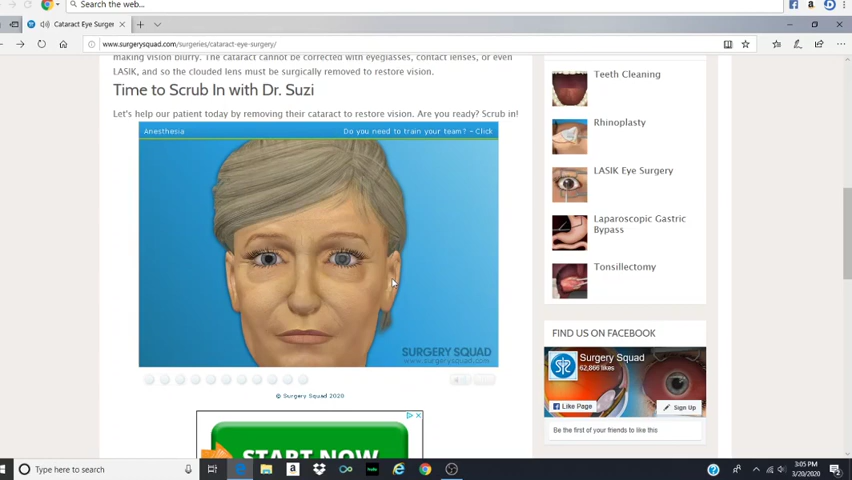 Search the web.
Cataract Eye Surger
www.surgerysquad.com/surgeries/cataract-eye-surgery/
making vision blurry. The cataract cannot be corrected with eyeglasses, contact lenses, or even
LASIK, and so the clouded lens must be surgically removed to restore vision.
Time to Scrub In with Dr. Suzi
Let's help our patient today by removing their cataract to restore vision. Are you ready? Scrub in!
Anesthesia
Do you need to train your team? - Click
SURGERY SQUAD
www.surgerysquad.com
© Surgery Squad 2020
START NOW
Teeth Cleaning
Rhinoplasty
LASIK Eye Surgery
Laparoscopic Gastric
Bypass
Tonsillectomy
FIND US ON FACEBOOK
Surgery Squad
62,866 likes
Like Page
Sign Up
Be the first of your friends to like this
Type here to search
hulu
3:05 PM
3/20/2020